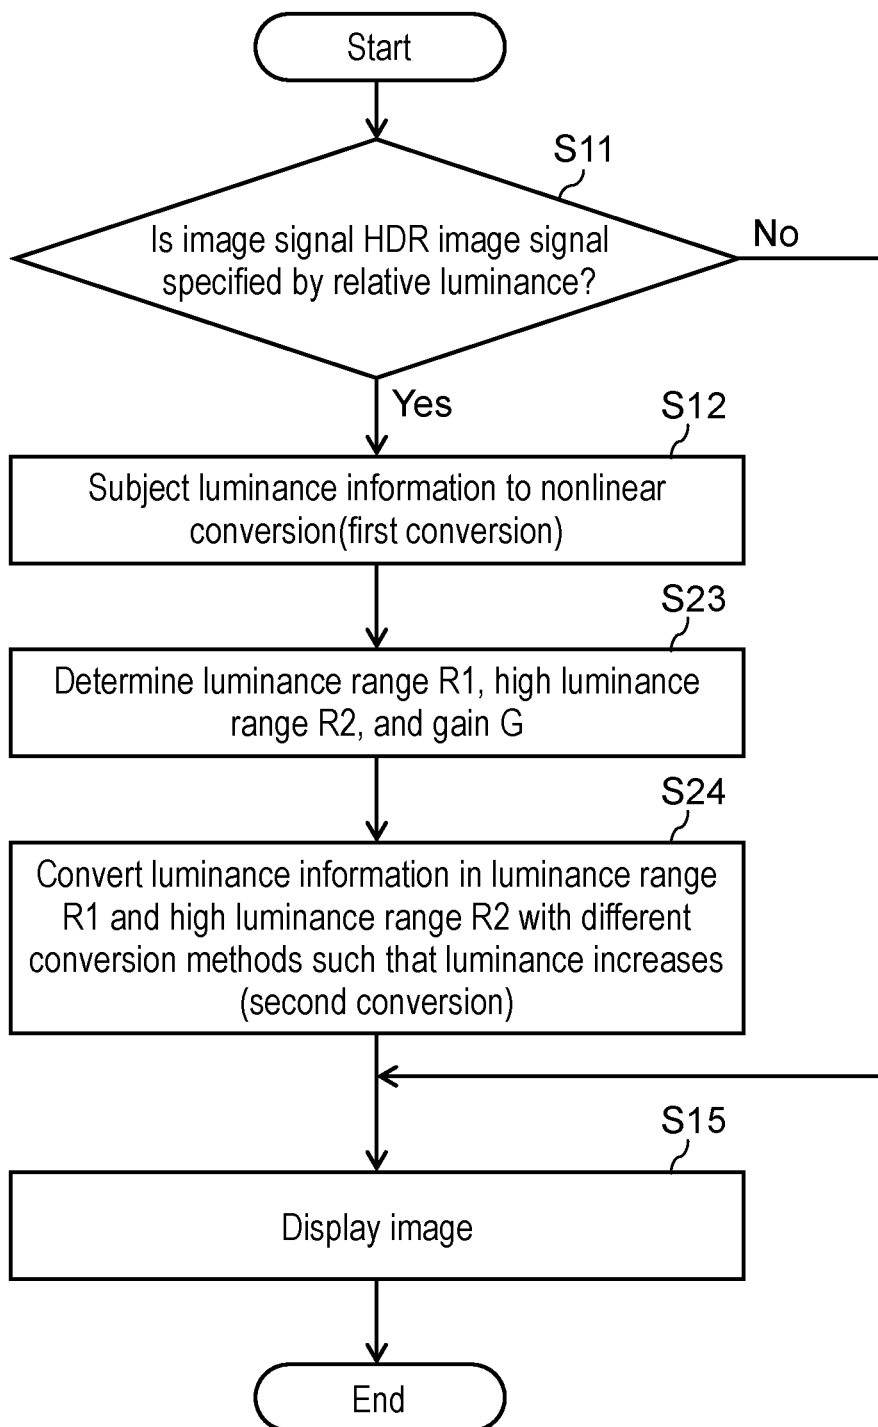 Start
S11
Is image signal HDR image signal
specified by relative luminance?
No
Yes
S12
Subject luminance information to nonlinear
conversion(first conversion)
S23
Determine luminance range R1, high luminance
range R2, and gain G
S24
Convert luminance information in luminance range
R1 and high luminance range R2 with different
conversion methods such that luminance increases
(second conversion)
S15
Display image
End